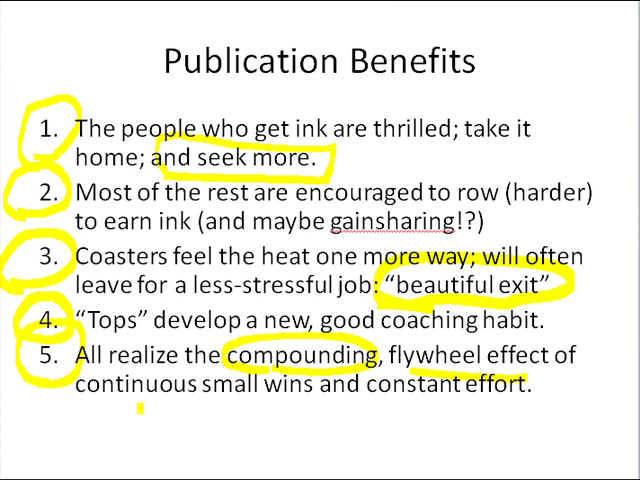 Publication Benefits
1. The people who get ink are thrilled; take it
home; and seek more.
2. Most of the rest are encouraged to row (harder)
to earn ink (and maybe gainsharing!?)
3. Coasters feel the heat one more way; will often
leave for a less-stressful job: “beautiful exit”
4. “Tops” develop a new, good coaching habit.
5. All realize the compounding, flywheel effect of
continuous small wins and constant effort.